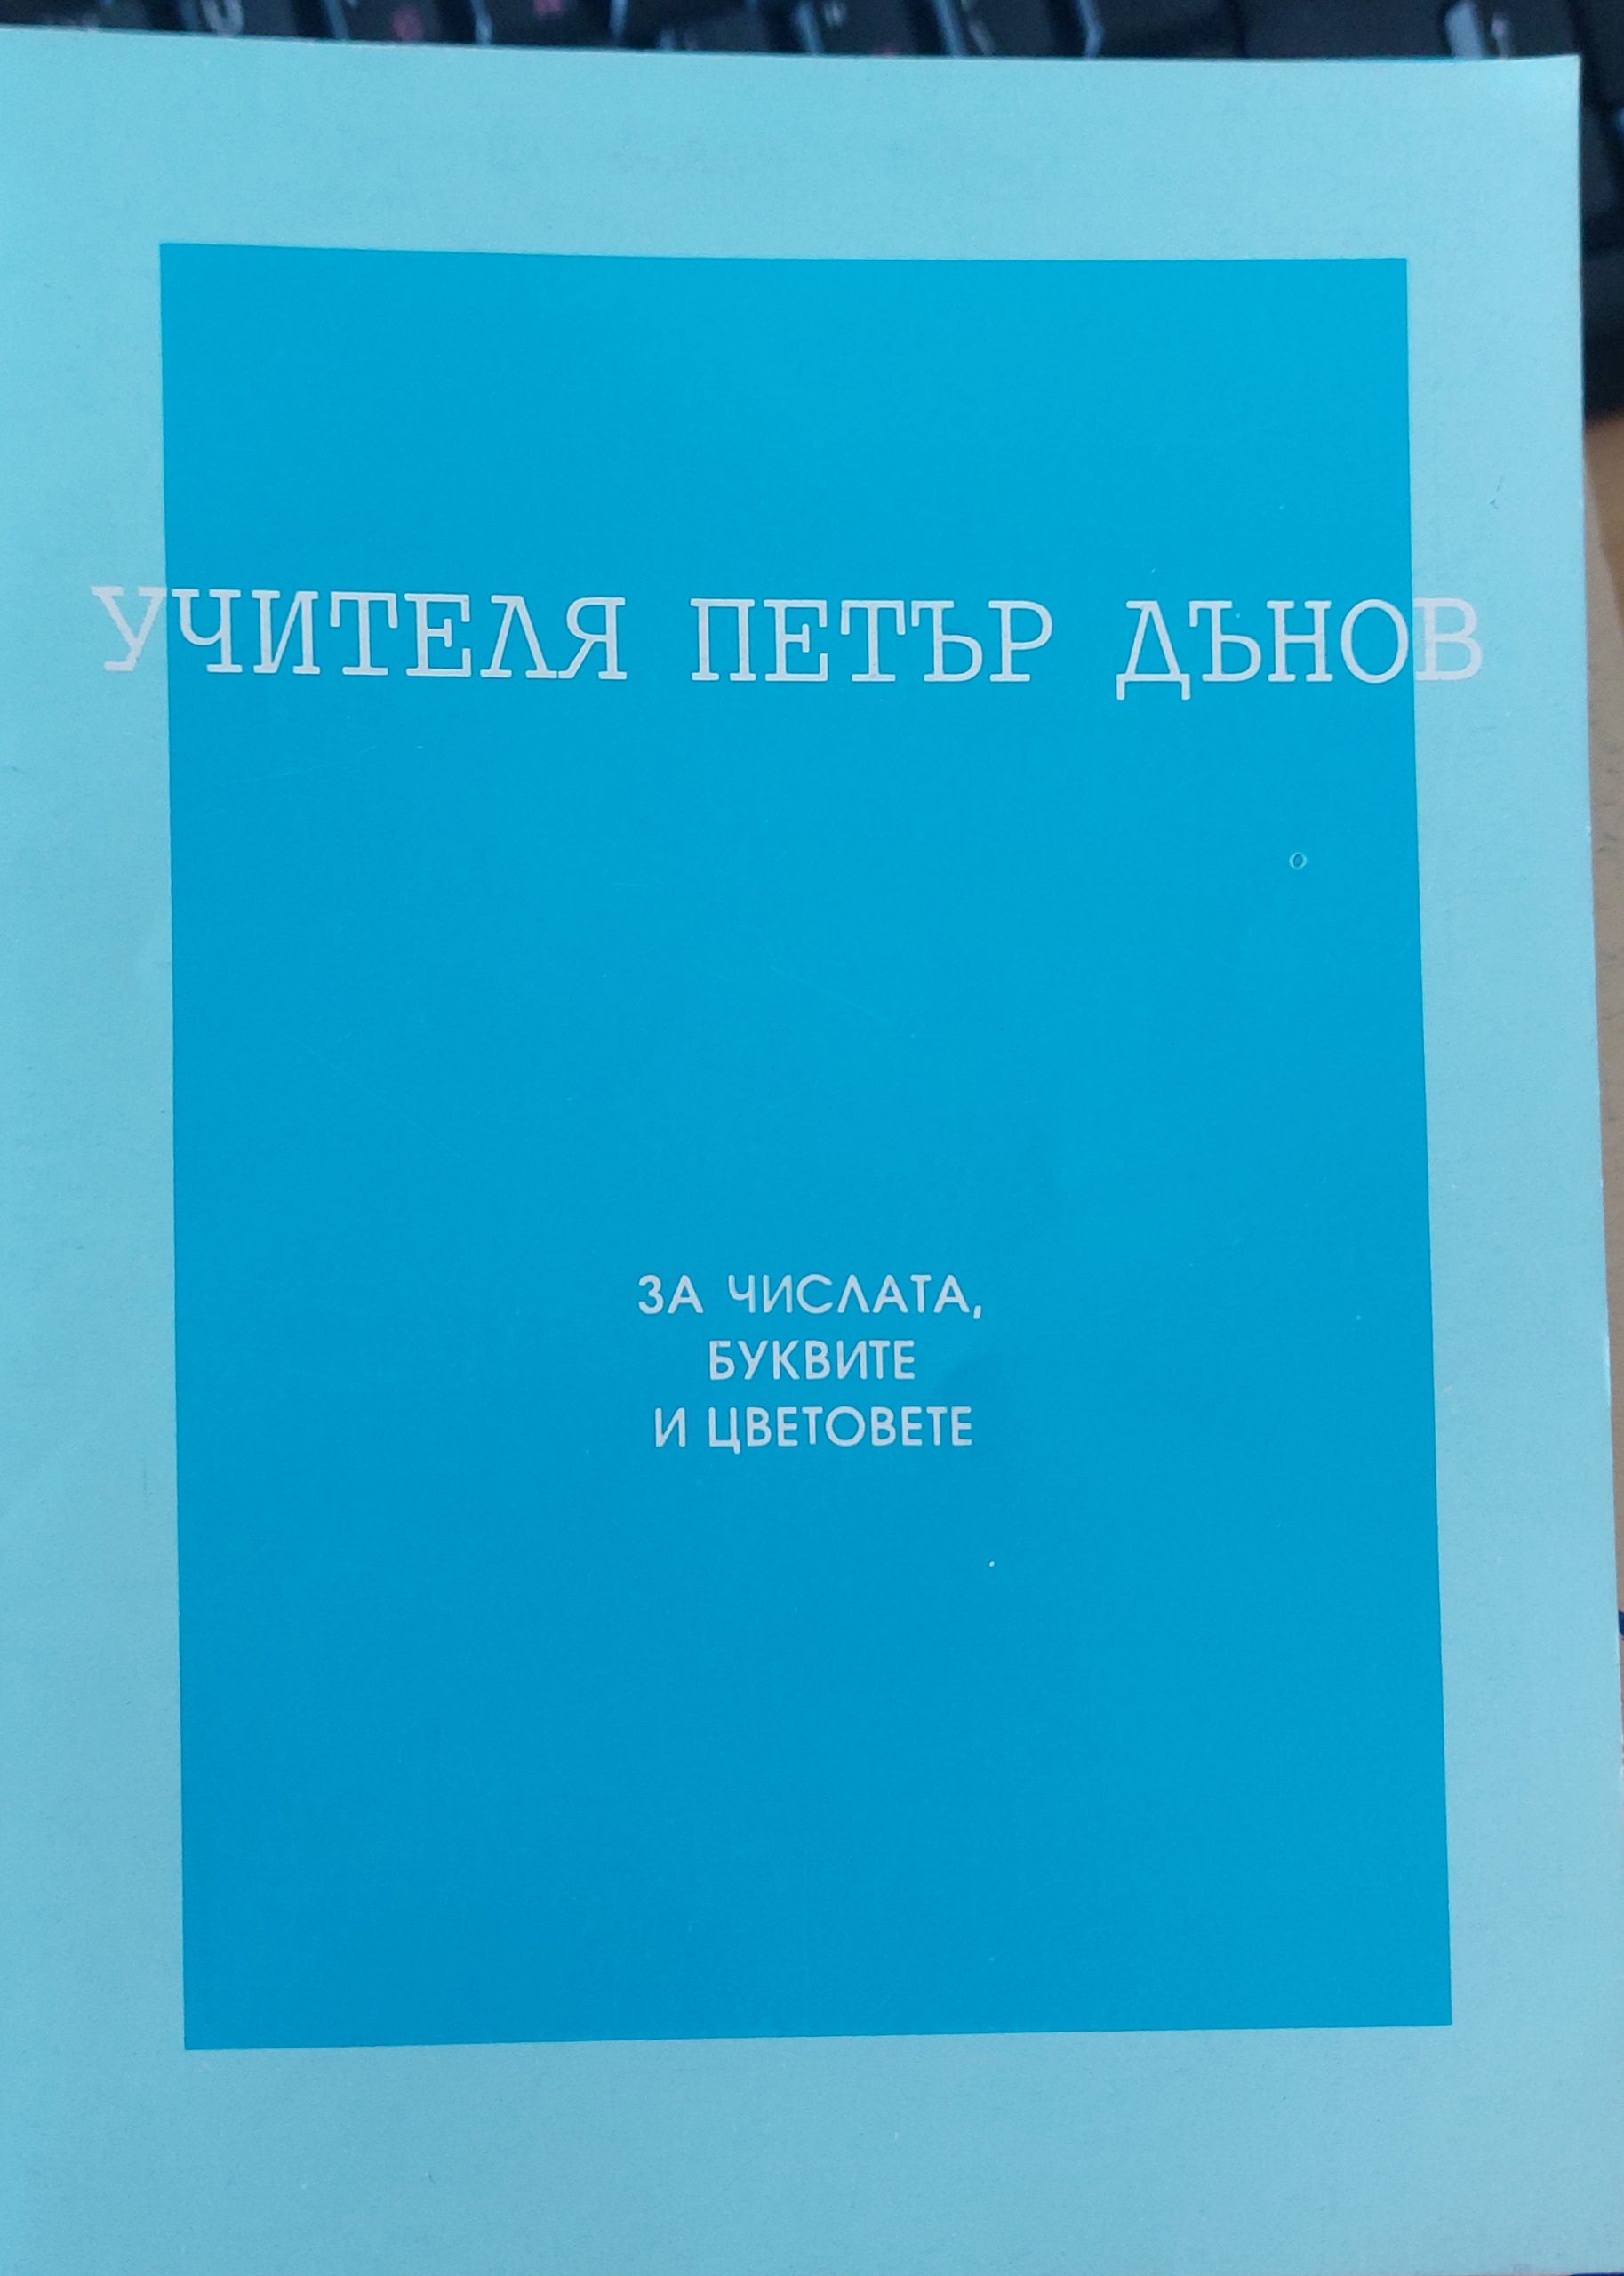 УЧИТЕЛЯ ПЕТЪР ДЪНОВ
ЗА ЧИСЛАТА,
БУКВИТЕ
И ЦВЕТОВЕТЕ